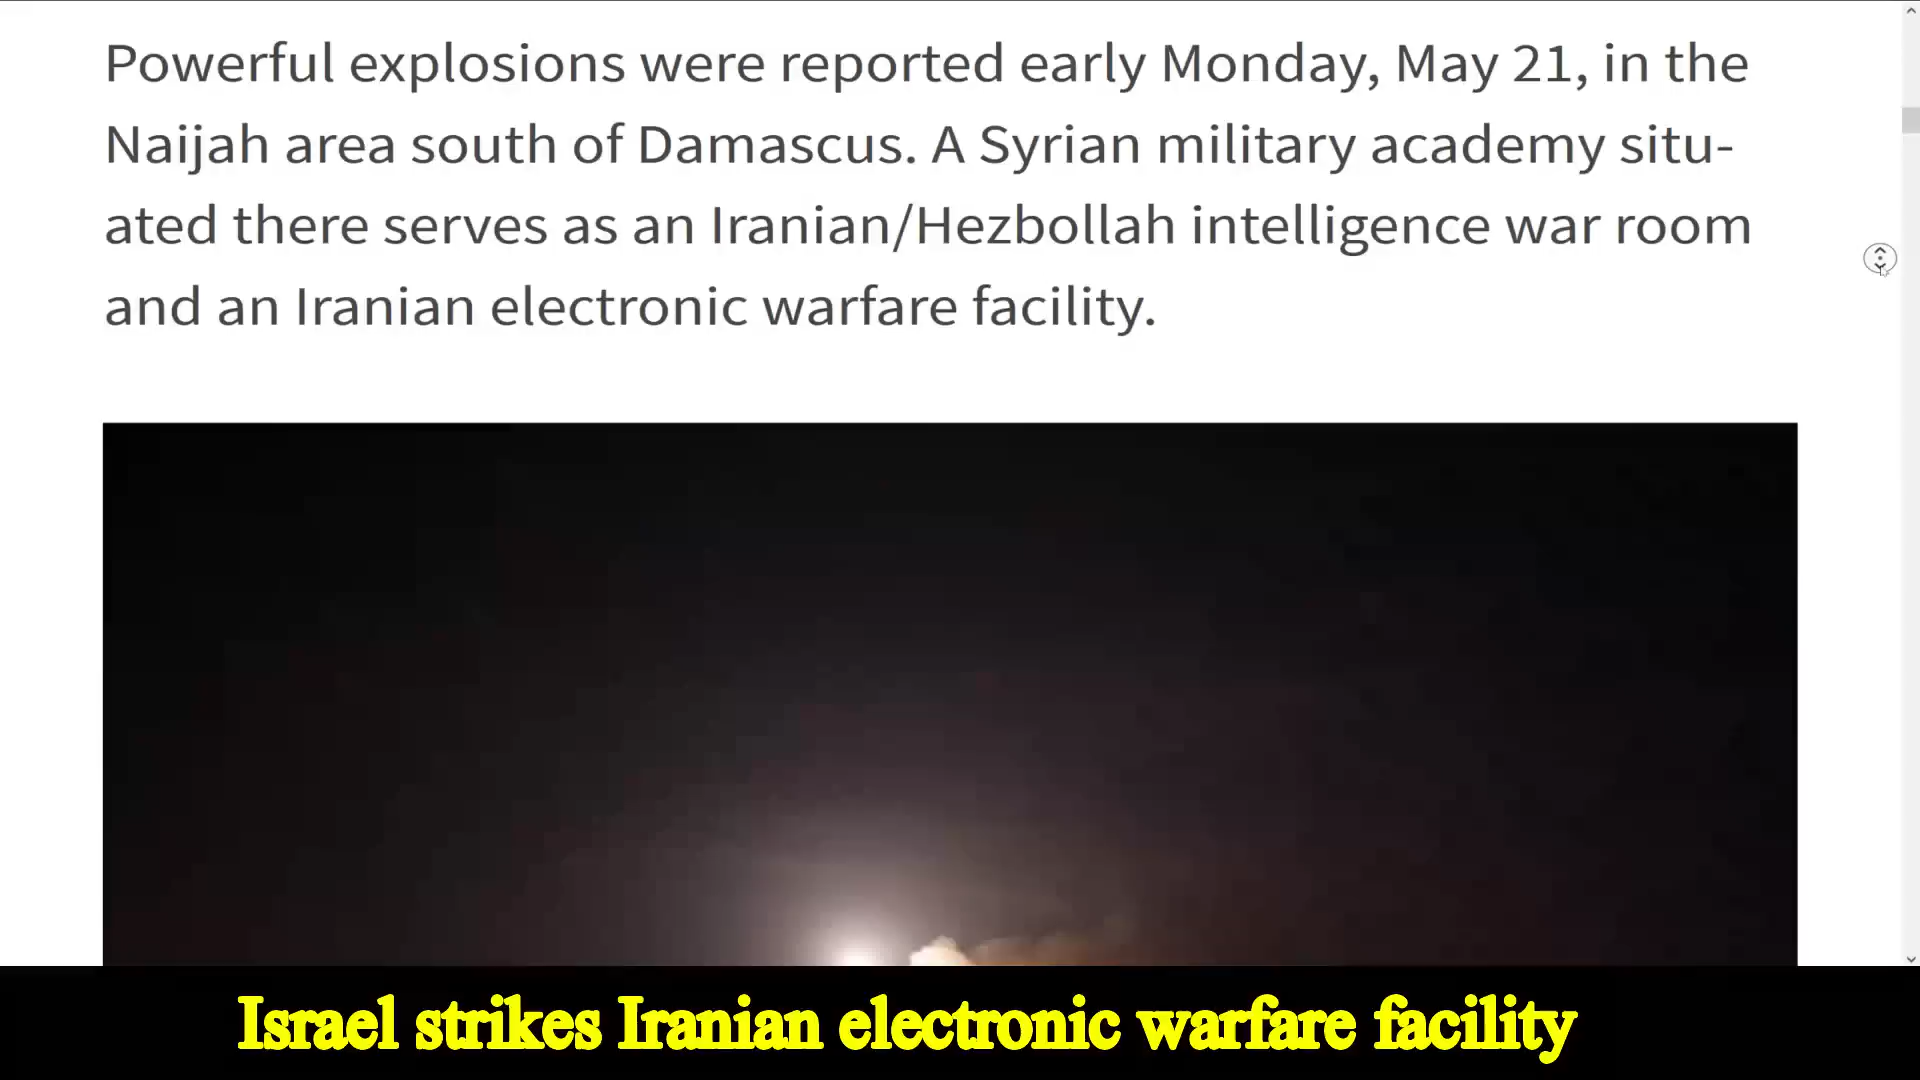 Powerful explosions were reported early Monday, May 21, in the
Naijah area south of Damascus. A Syrian military academy situ-
ated there serves as an Iranian/Hezbollah intelligence war room
and an Iranian electronic warfare facility.
Israel strikes Iranian electronic warfare facility